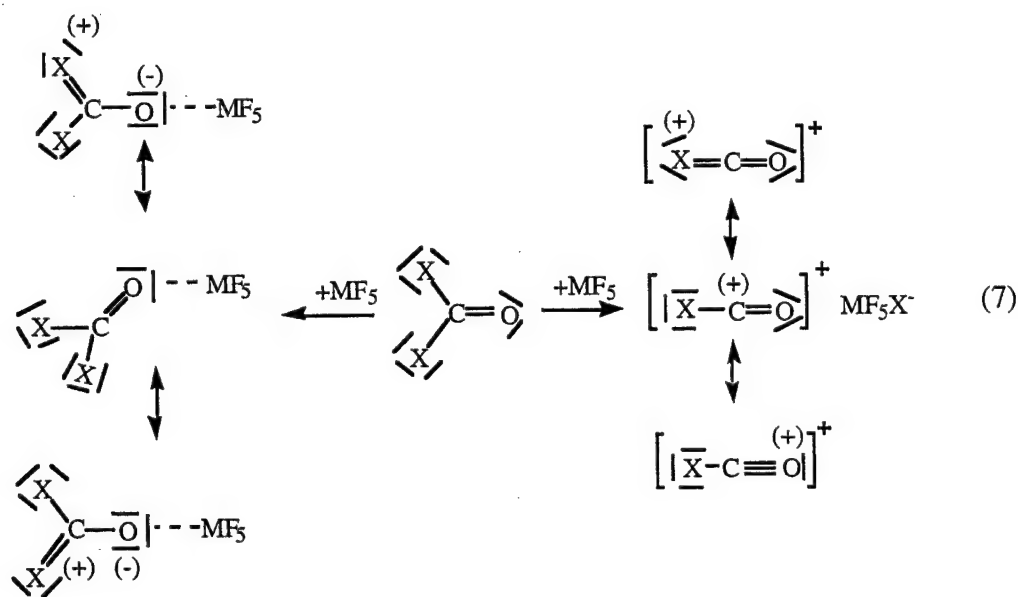 (+)
X (-)
C — O - - - MF5
X
[ (+) X=C=O ]+
O - - - MF5
X — C
X
+MF5
X
C=O
X
+MF5
[ X — C(+)=O ]+ MF5X- (7)
[ X-C≡O (+) ]+
X
C — O - - - MF5
X (+) (-)